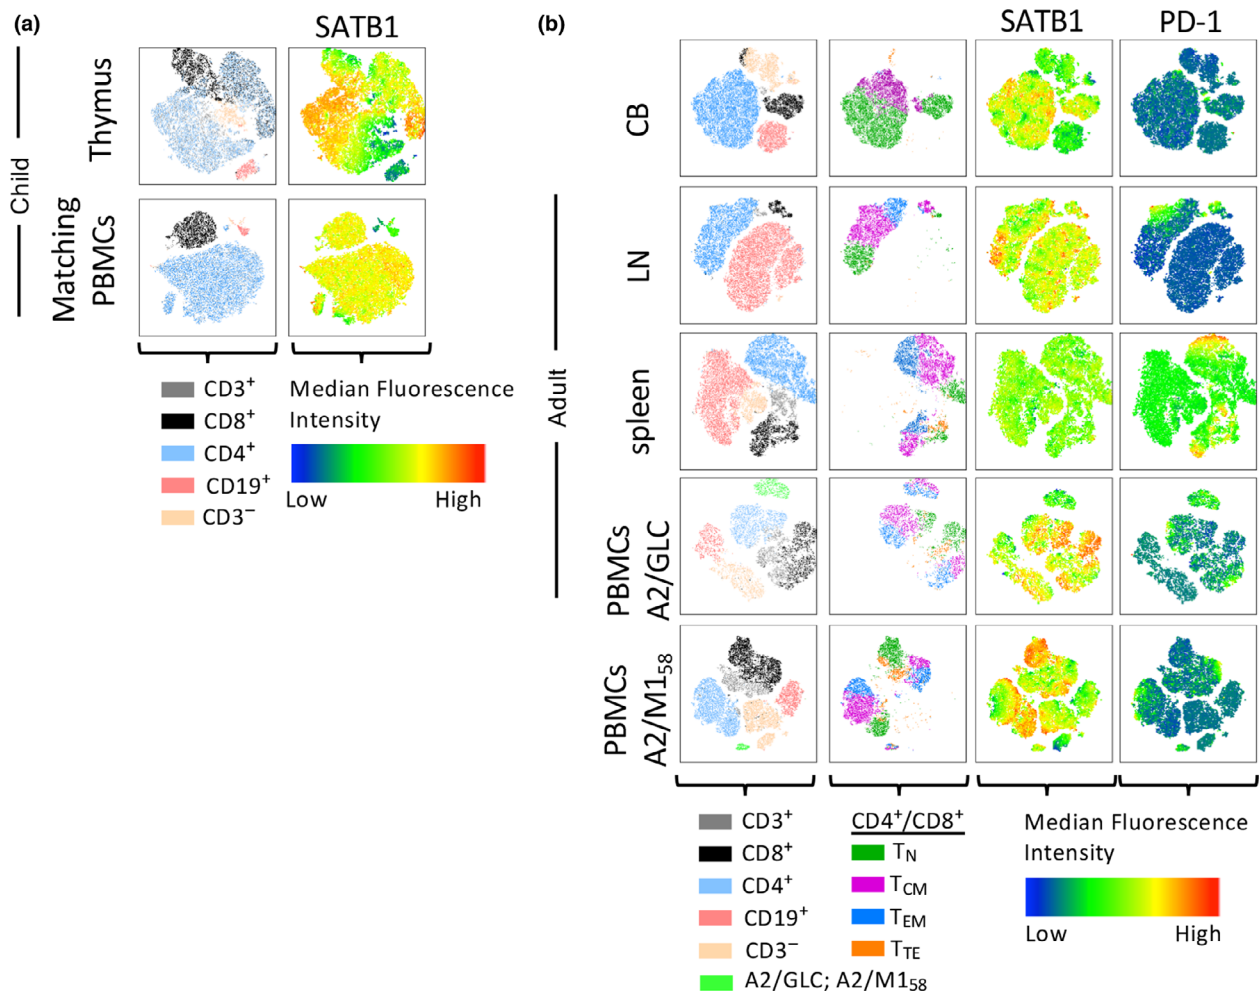 (a)
SATB1
Child
Thymus
Matching
PBMCs
CD3⁺
CD8⁺
CD4⁺
CD19⁺
CD3⁻
Median Fluorescence
Intensity
Low High
(b)
SATB1 PD-1
CB
Adult
LN
spleen
PBMCs
A2/GLC
PBMCs
A2/M1₅₈
CD3⁺
CD8⁺
CD4⁺
CD19⁺
CD3⁻
A2/GLC; A2/M1₅₈
CD4⁺/CD8⁺
T_N
T_CM
T_EM
T_TE
Median Fluorescence
Intensity
Low High